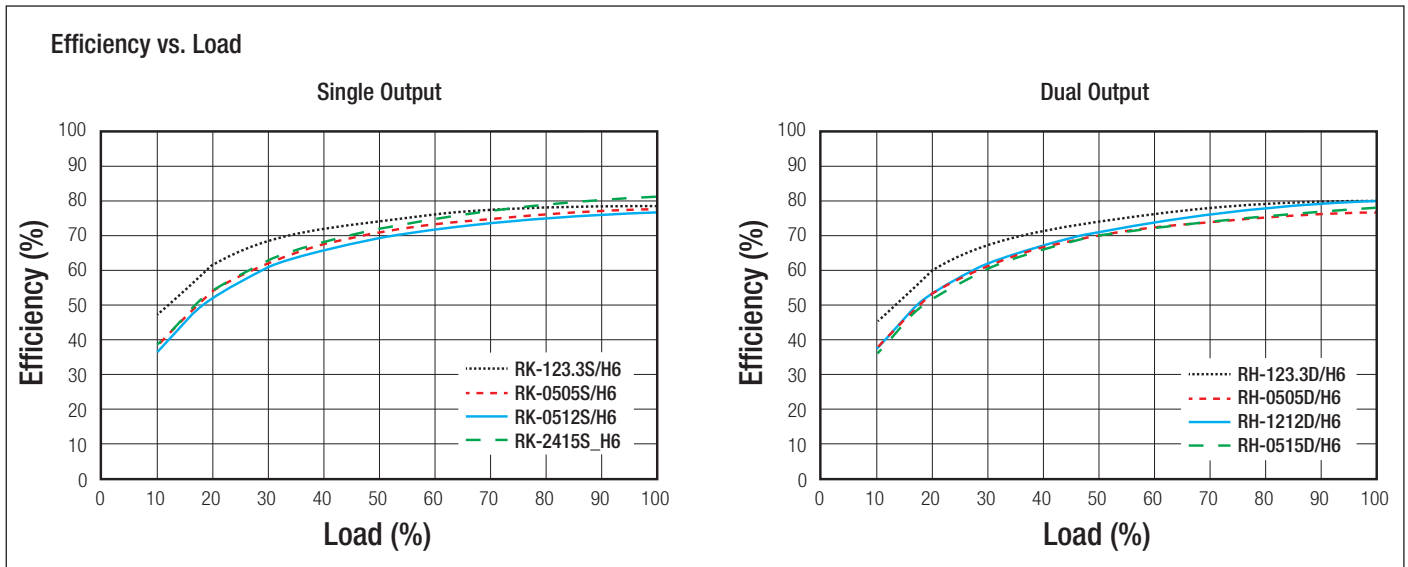 Efficiency vs. Load
Single Output
Efficiency (%)
100
90
80
70
60
50
40
30
20
10
0
RK-123.3S/H6
RK-0505S/H6
RK-0512S/H6
RK-2415S_H6
0 10 20 30 40 50 60 70 80 90 100
Load (%)
Dual Output
Efficiency (%)
100
90
80
70
60
50
40
30
20
10
0
RH-123.3D/H6
RH-0505D/H6
RH-1212D/H6
RH-0515D/H6
0 10 20 30 40 50 60 70 80 90 100
Load (%)